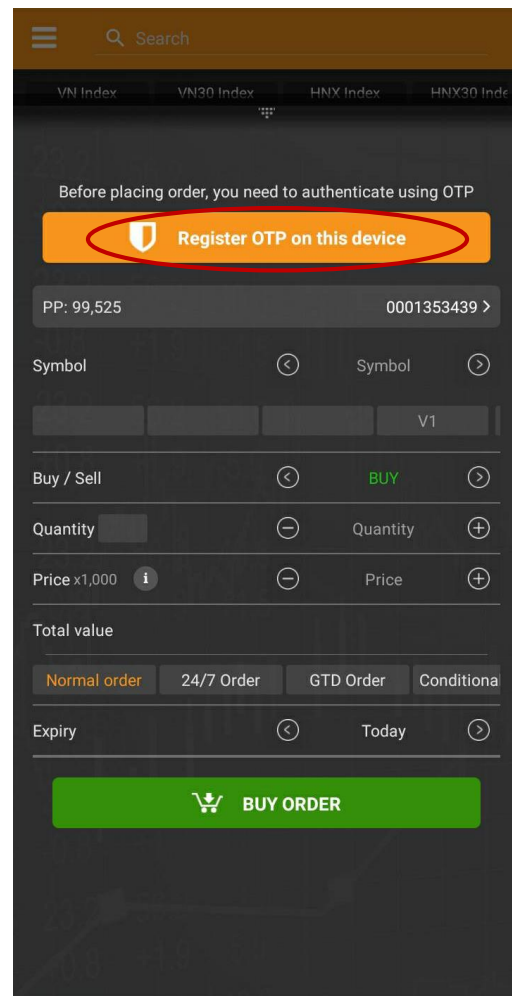 Search
VN Index VN30 Index HNX Index HNX30 Inde
Before placing order, you need to authenticate using OTP
Register OTP on this device
PP: 99,525 0001353439 >
Symbol Symbol
V1
Buy / Sell BUY
Quantity Quantity
Price x1,000 i Price
Total value
Normal order 24/7 Order GTD Order Conditiona
Expiry Today
BUY ORDER